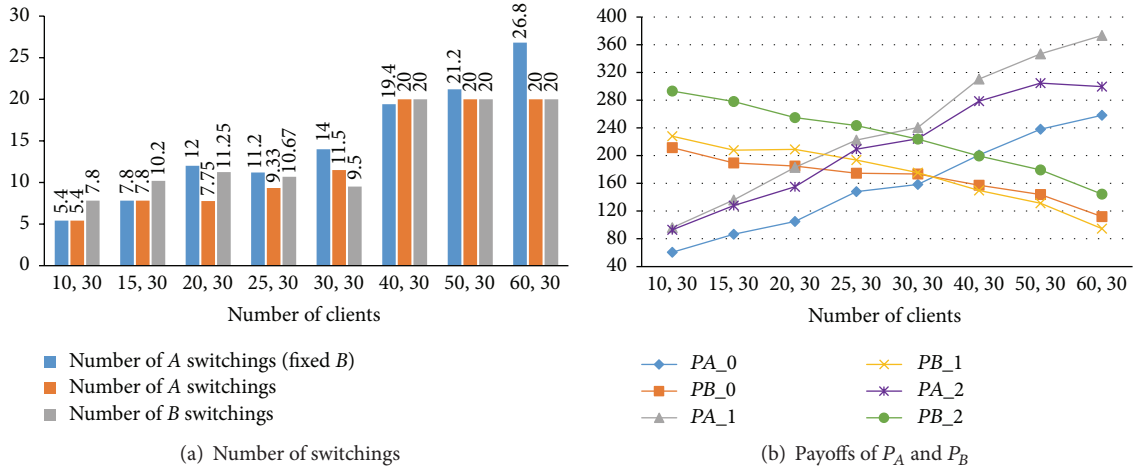 30
25
20
15
10
5
0
5.4
5.4
7.8
7.8
7.8
10.2
12
7.75
11.25
11.2
9.33
10.67
14
11.5
9.5
19.4
20
20
21.2
20
20
26.8
20
20
10, 30 15, 30 20, 30 25, 30 30, 30 40, 30 50, 30 60, 30
Number of clients
Number of A switchings (fixed B)
Number of A switchings
Number of B switchings
(a) Number of switchings
400
360
320
280
240
200
160
120
80
40
10, 30 15, 30 20, 30 25, 30 30, 30 40, 30 50, 30 60, 30
Number of clients
PA_0
PB_0
PA_1
PB_1
PA_2
PB_2
(b) Payoffs of P_A and P_B